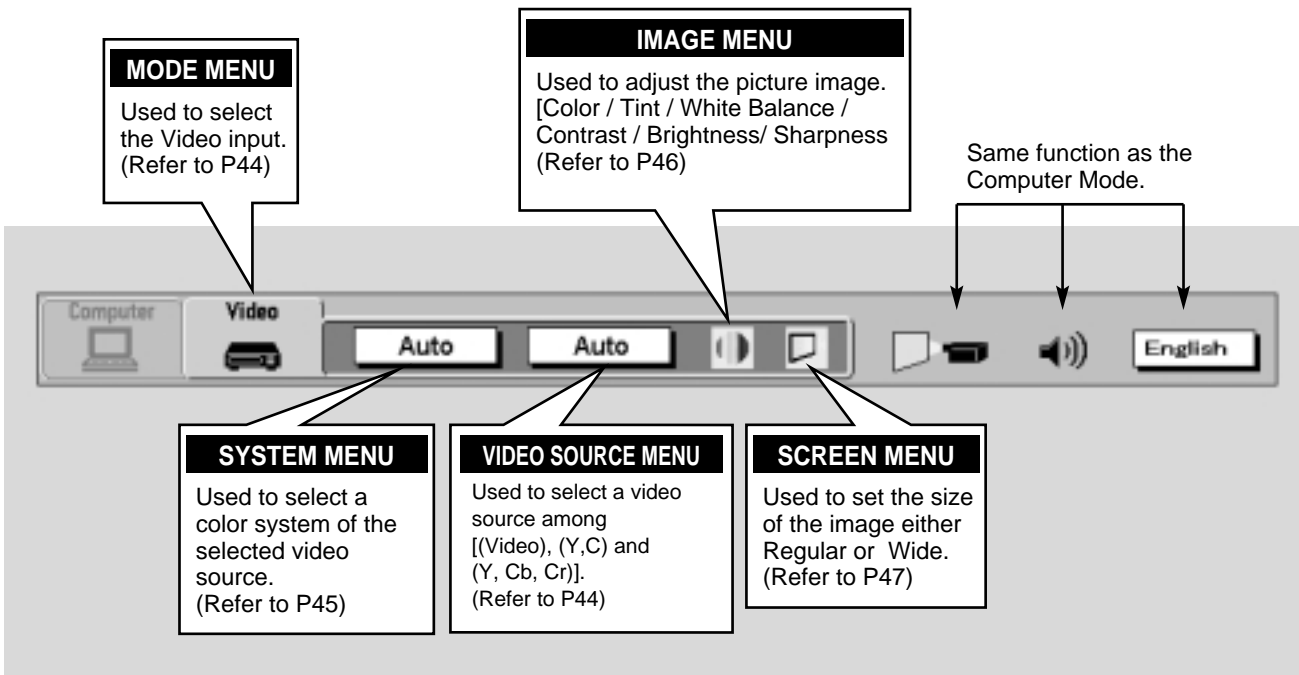 MODE MENU
Used to select
the Video input.
(Refer to P44)
IMAGE MENU
Used to adjust the picture image.
[Color / Tint / White Balance /
Contrast / Brightness/ Sharpness
(Refer to P46)
Same function as the
Computer Mode.
Computer
Video
Auto
Auto
English
SYSTEM MENU
Used to select a
color system of the
selected video
source.
(Refer to P45)
VIDEO SOURCE MENU
Used to select a video
source among
[(Video), (Y,C) and
(Y, Cb, Cr)].
(Refer to P44)
SCREEN MENU
Used to set the size
of the image either
Regular or Wide.
(Refer to P47)